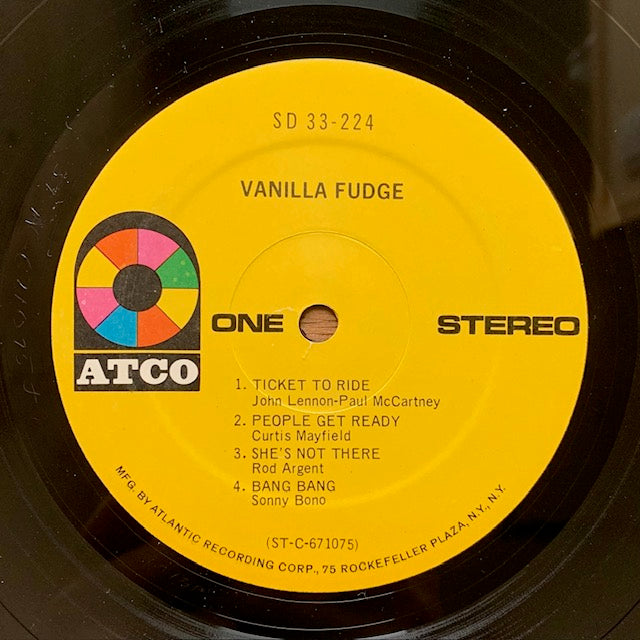 SD 33-224
VANILLA FUDGE
ATCO
ONE
STEREO
1. TICKET TO RIDE
John Lennon-Paul McCartney
2. PEOPLE GET READY
Curtis Mayfield
3. SHE'S NOT THERE
Rod Argent
4. BANG BANG
Sonny Bono
(ST-C-671075)
MFG. BY ATLANTIC RECORDING CORP., 75 ROCKEFELLER PLAZA, N.Y., N.Y.